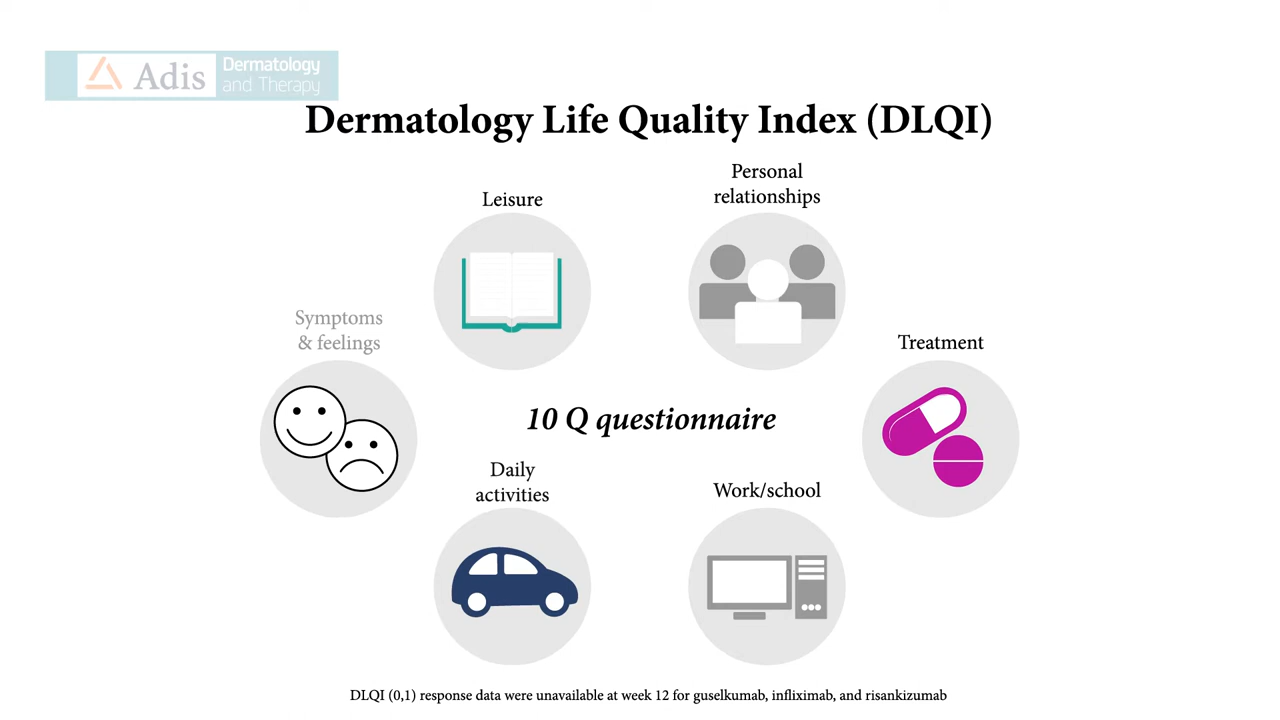 Adis
Dermatology
and Therapy
Dermatology Life Quality Index (DLQI)
Leisure
Personal
relationships
Symptoms
& feelings
Treatment
10 Q questionnaire
Daily
activities
Work/school
DLQI (0,1) response data were unavailable at week 12 for guselkumab, infliximab, and risankizumab